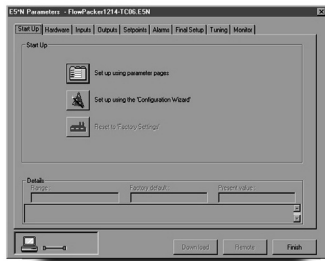 ES*N Parameters - FlowPacker1214-TC06.E5N
Start Up Hardware Inputs Outputs Setpoints Alarms Final Setup Tuning Monitor
Start Up
Set up using parameter pages
Set up using the 'Configuration Wizard'
Reset to 'Factory Settings'
Details
Range: Factory default: Present value:
Download Remote Finish